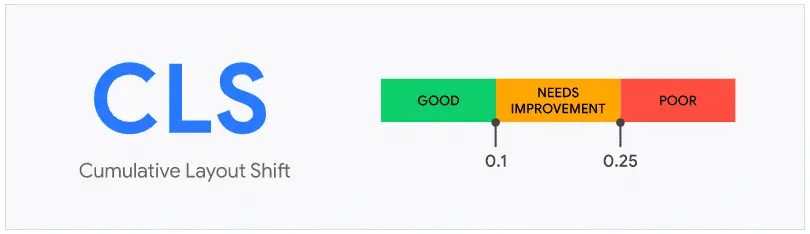 CLS
Cumulative Layout Shift
GOOD
NEEDS
IMPROVEMENT
POOR
0.1
0.25